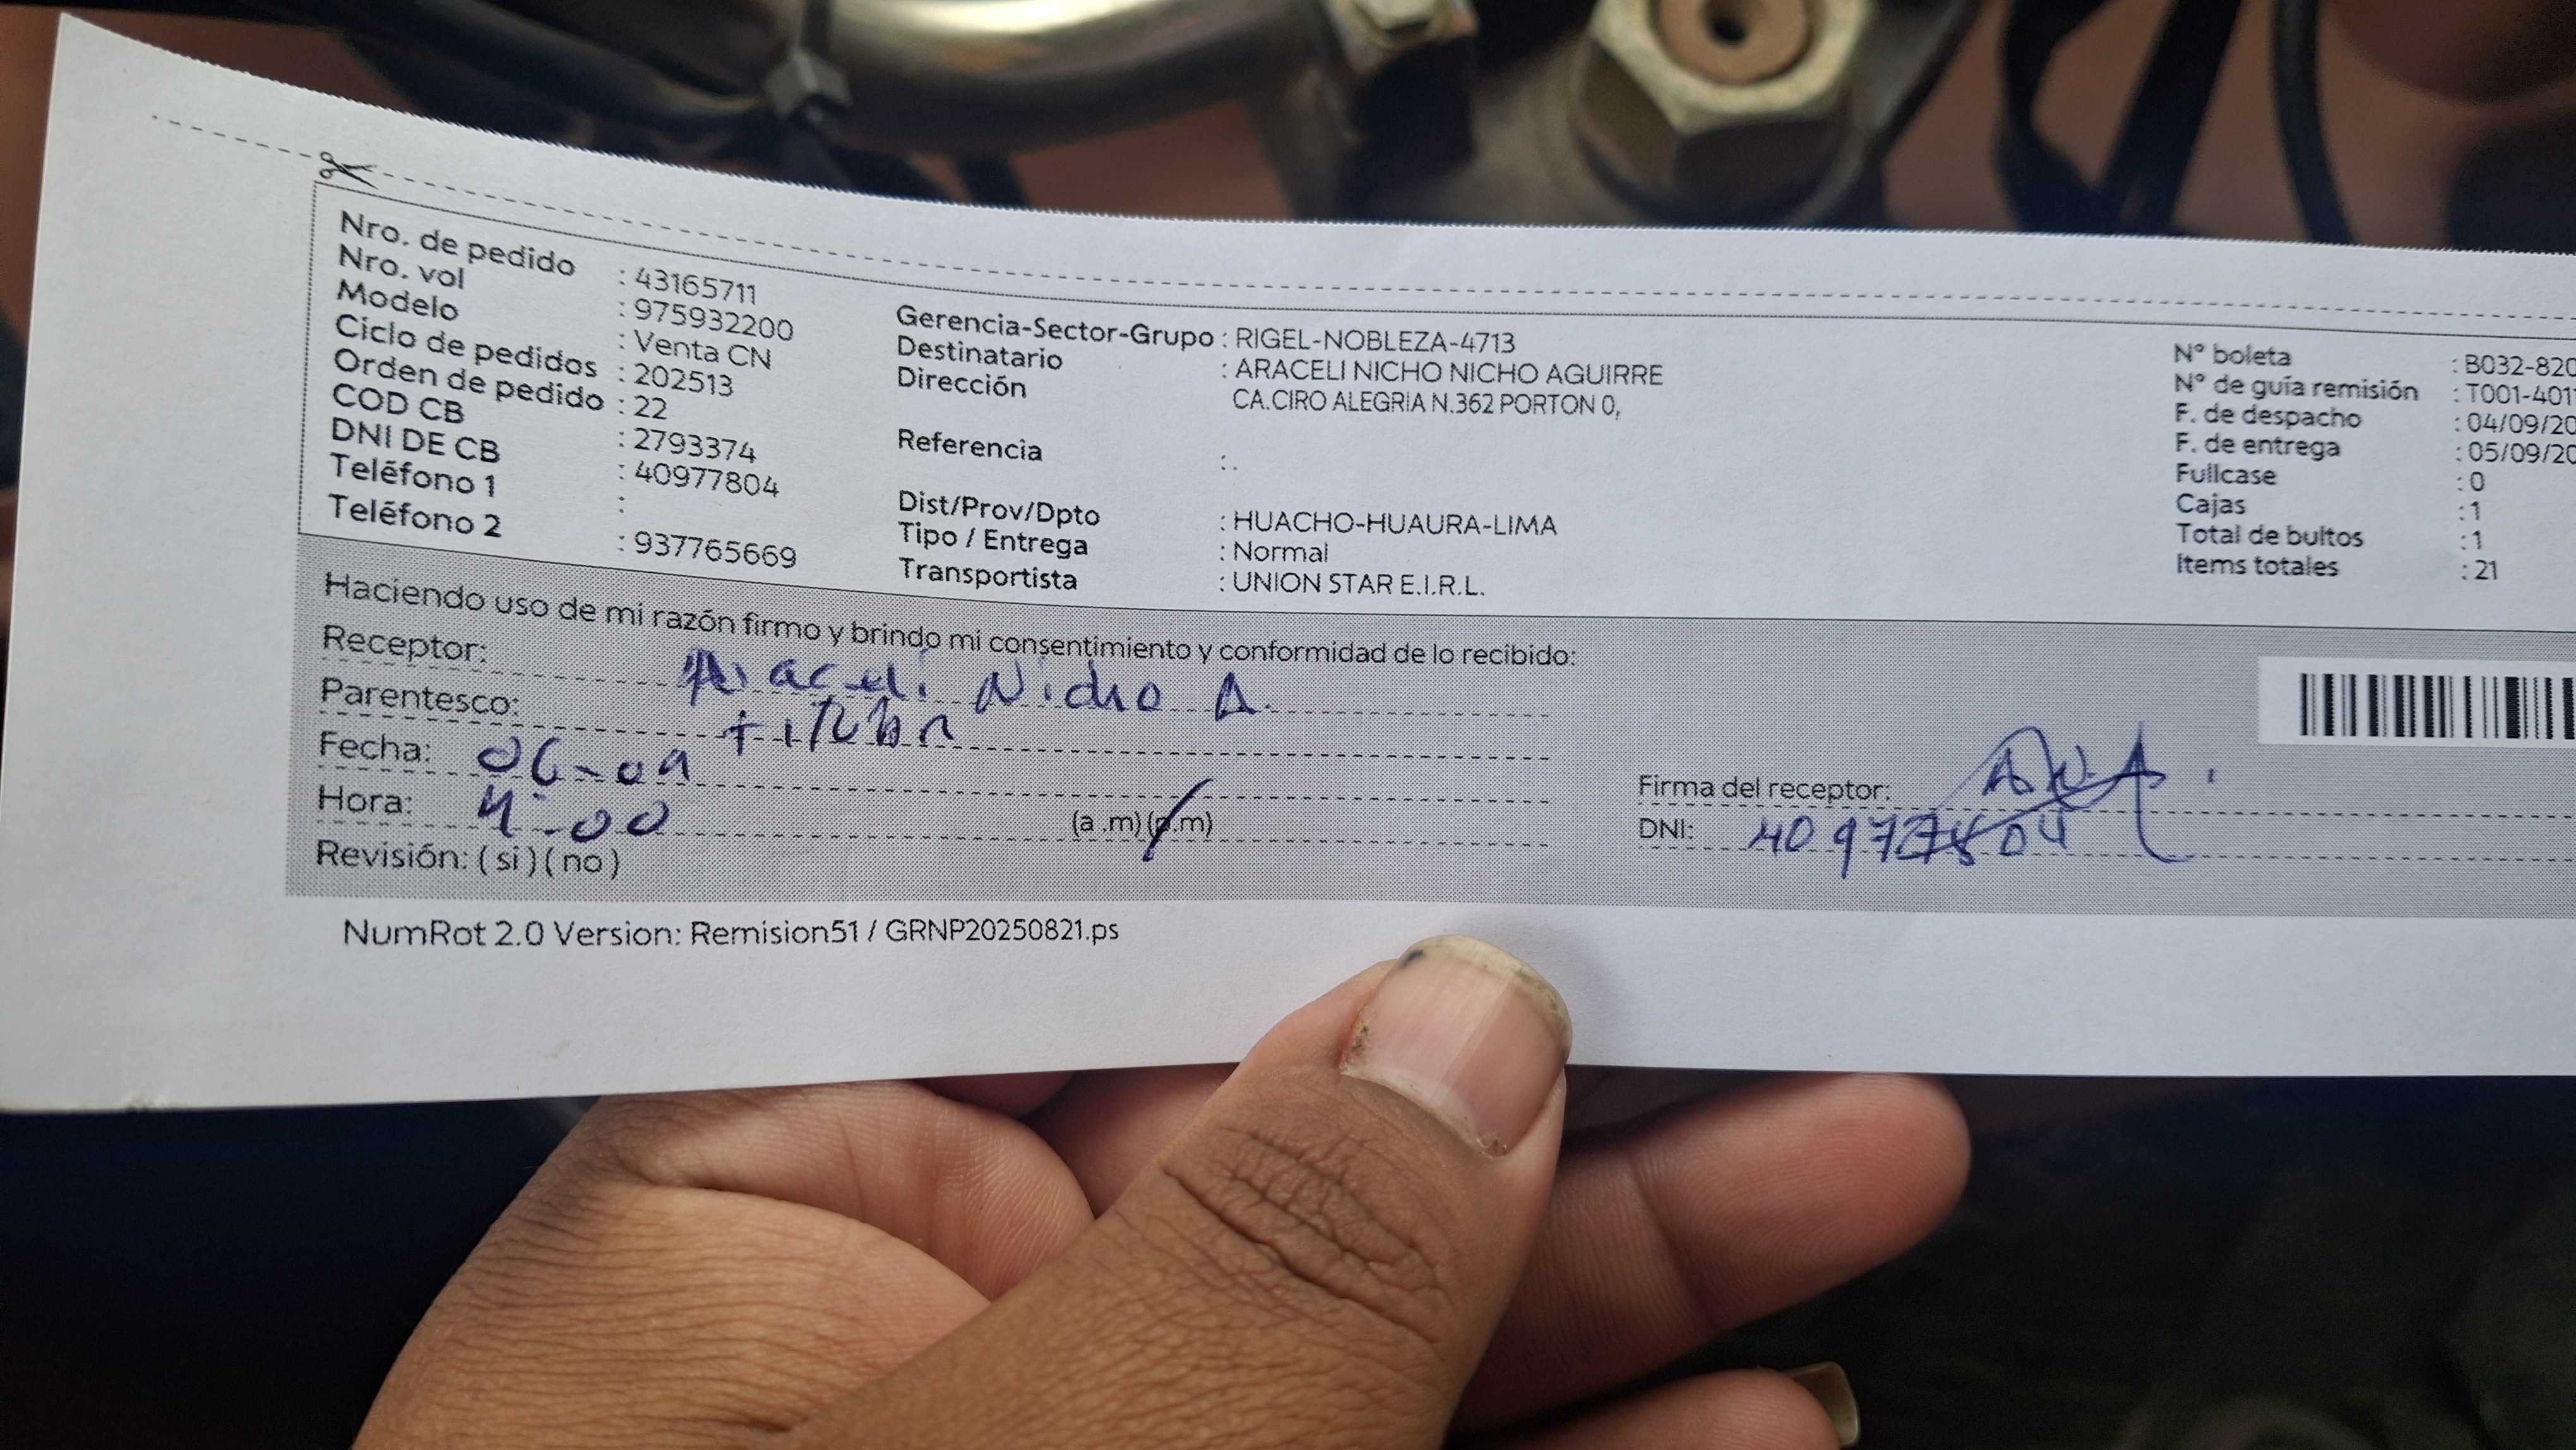 Nro. de pedido : 43165711
Nro. vol : 975932200
Modelo : Venta CN
Ciclo de pedidos : 202513
Orden de pedido : 22
COD CB : 2793374
DNI DE CB : 40977804
Teléfono 1 :
Teléfono 2 : 937765669
Gerencia-Sector-Grupo : RIGEL-NOBLEZA-4713
Destinatario : ARACELI NICHO NICHO AGUIRRE
Dirección CA.CIRO ALEGRIA N.362 PORTON 0,
Referencia : .
Dist/Prov/Dpto : HUACHO-HUAURA-LIMA
Tipo / Entrega : Normal
Transportista : UNION STAR E.I.R.L.
N° boleta : B032-820
N° de guía remisión : T001-401
F. de despacho : 04/09/20
F. de entrega : 05/09/20
Fullcase : 0
Cajas : 1
Total de bultos : 1
Items totales : 21
Haciendo uso de mi razón firmo y brindo mi consentimiento y conformidad de lo recibido:
Receptor: Araceli Nicho A.
Parentesco: titular
Fecha: 06-09
Hora: 4:00 (a .m) (p.m)
Revisión: ( si ) ( no )
Firma del receptor: A.N.A.
DNI: 40977804
NumRot 2.0 Version: Remision51 / GRNP20250821.ps